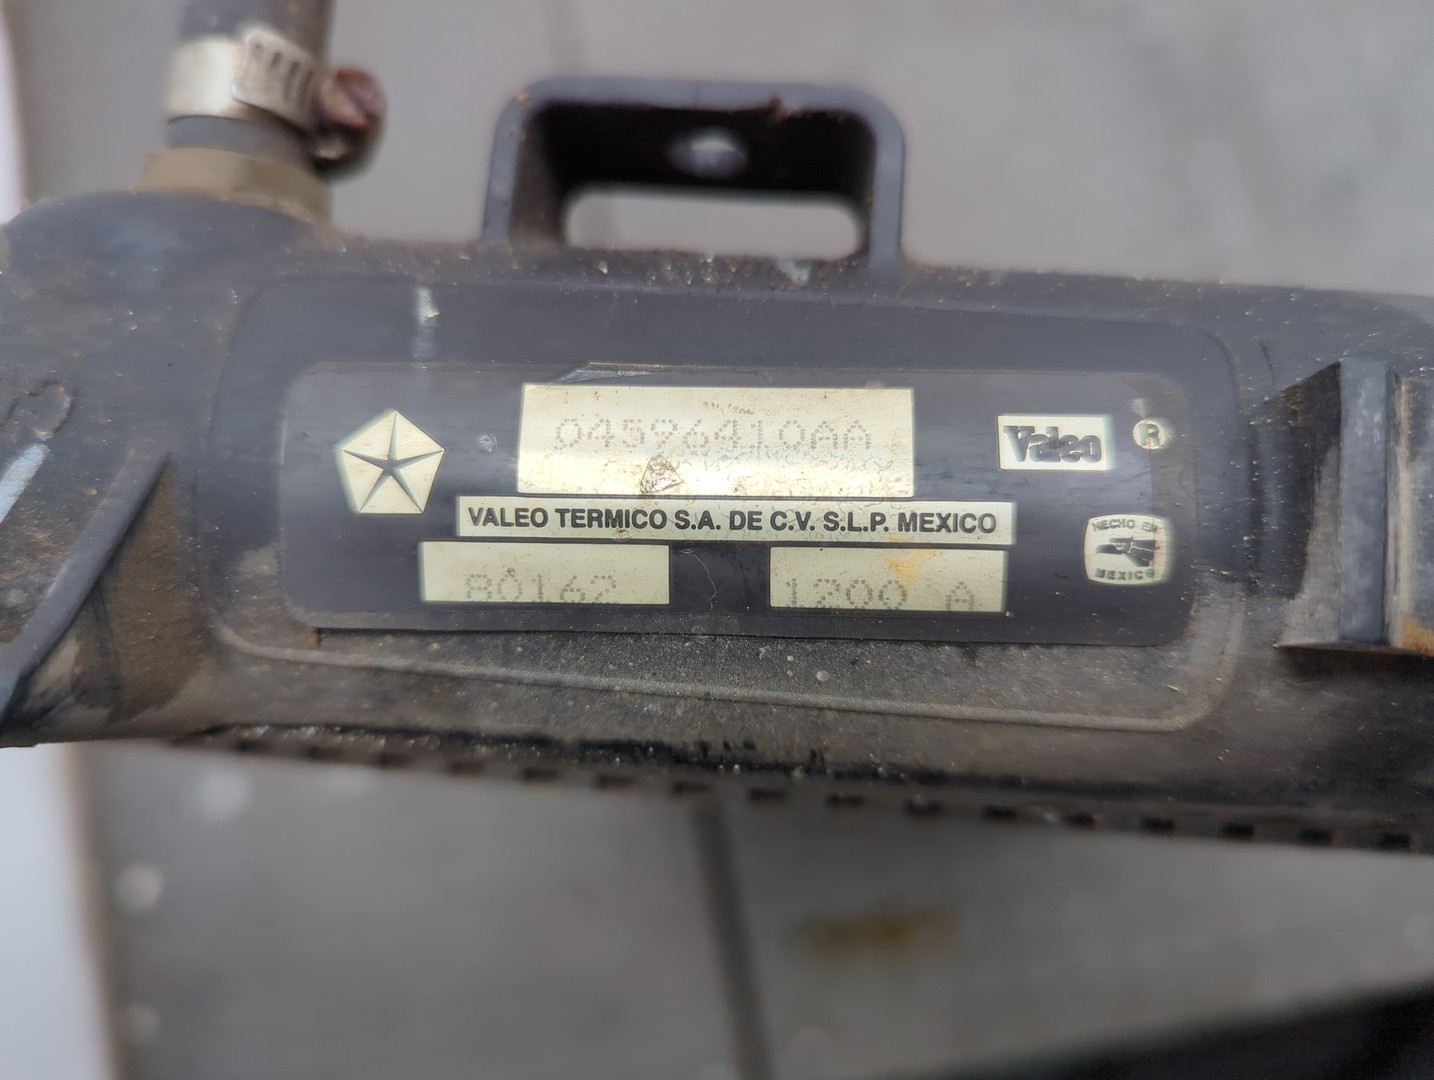 04596410AA
Valeo ®
VALEO TERMICO S.A. DE C.V. S.L.P. MEXICO
HECHO EN
MEXICO
80162
1200 A